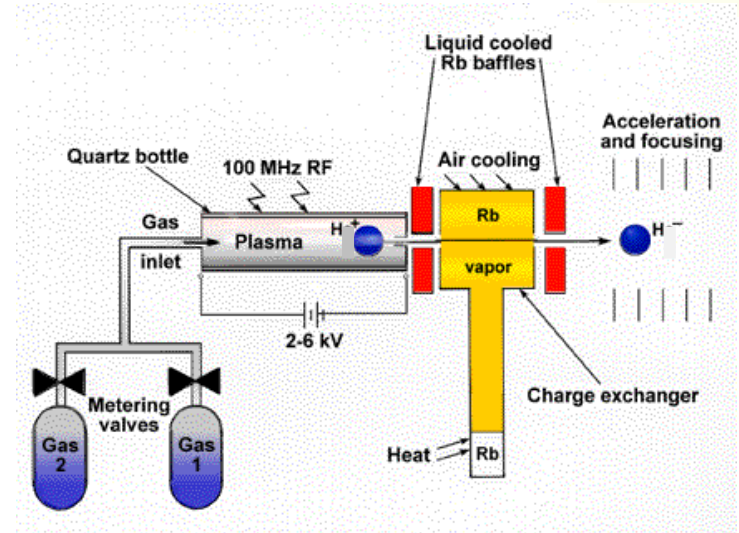 Liquid cooled
Rb baffles
Acceleration
and focusing
Quartz bottle
100 MHz RF
Air cooling
Gas
inlet
Plasma
H+
Rb
vapor
H−
2-6 kV
Metering
valves
Charge exchanger
Gas
2
Gas
1
Heat
Rb